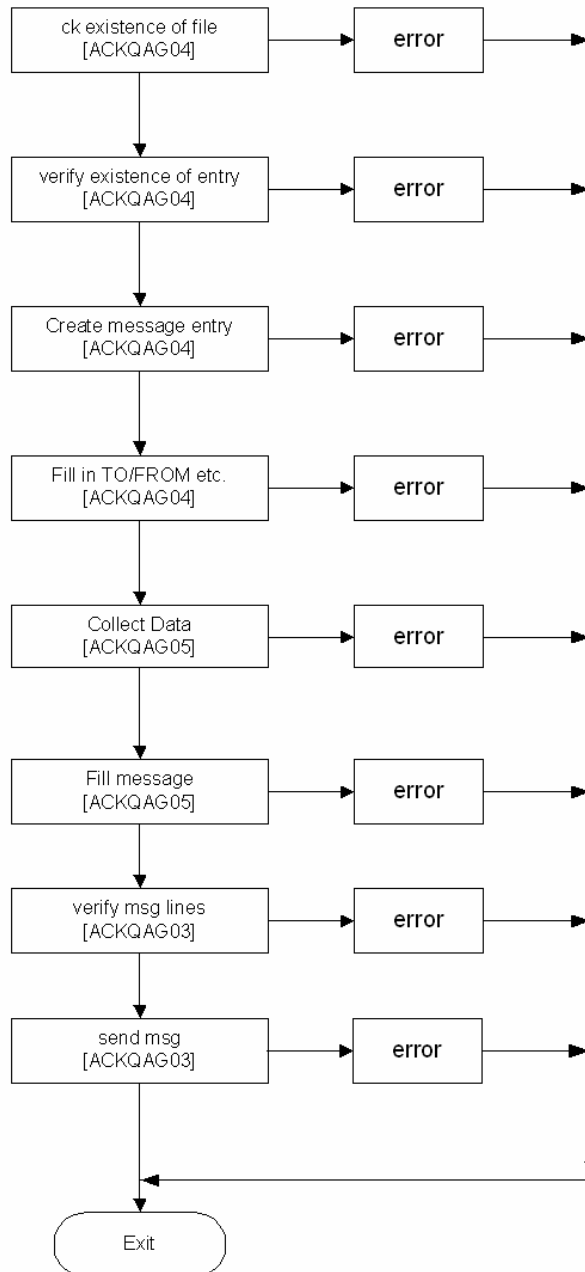 ck existence of file
[ACKQAG04]
error
verify existence of entry
[ACKQAG04]
error
Create message entry
[ACKQAG04]
error
Fill in TO/FROM etc.
[ACKQAG04]
error
Collect Data
[ACKQAG05]
error
Fill message
[ACKQAG05]
error
verify msg lines
[ACKQAG03]
error
send msg
[ACKQAG03]
error
Exit